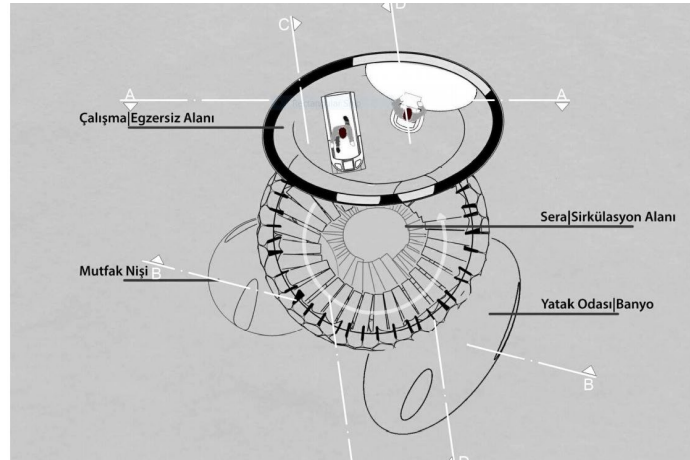 D
C
A
A
Çalışma|Egzersiz Alanı
Sera|Sirkülasyon Alanı
Mutfak Nişi
B
Yatak Odası|Banyo
B
D